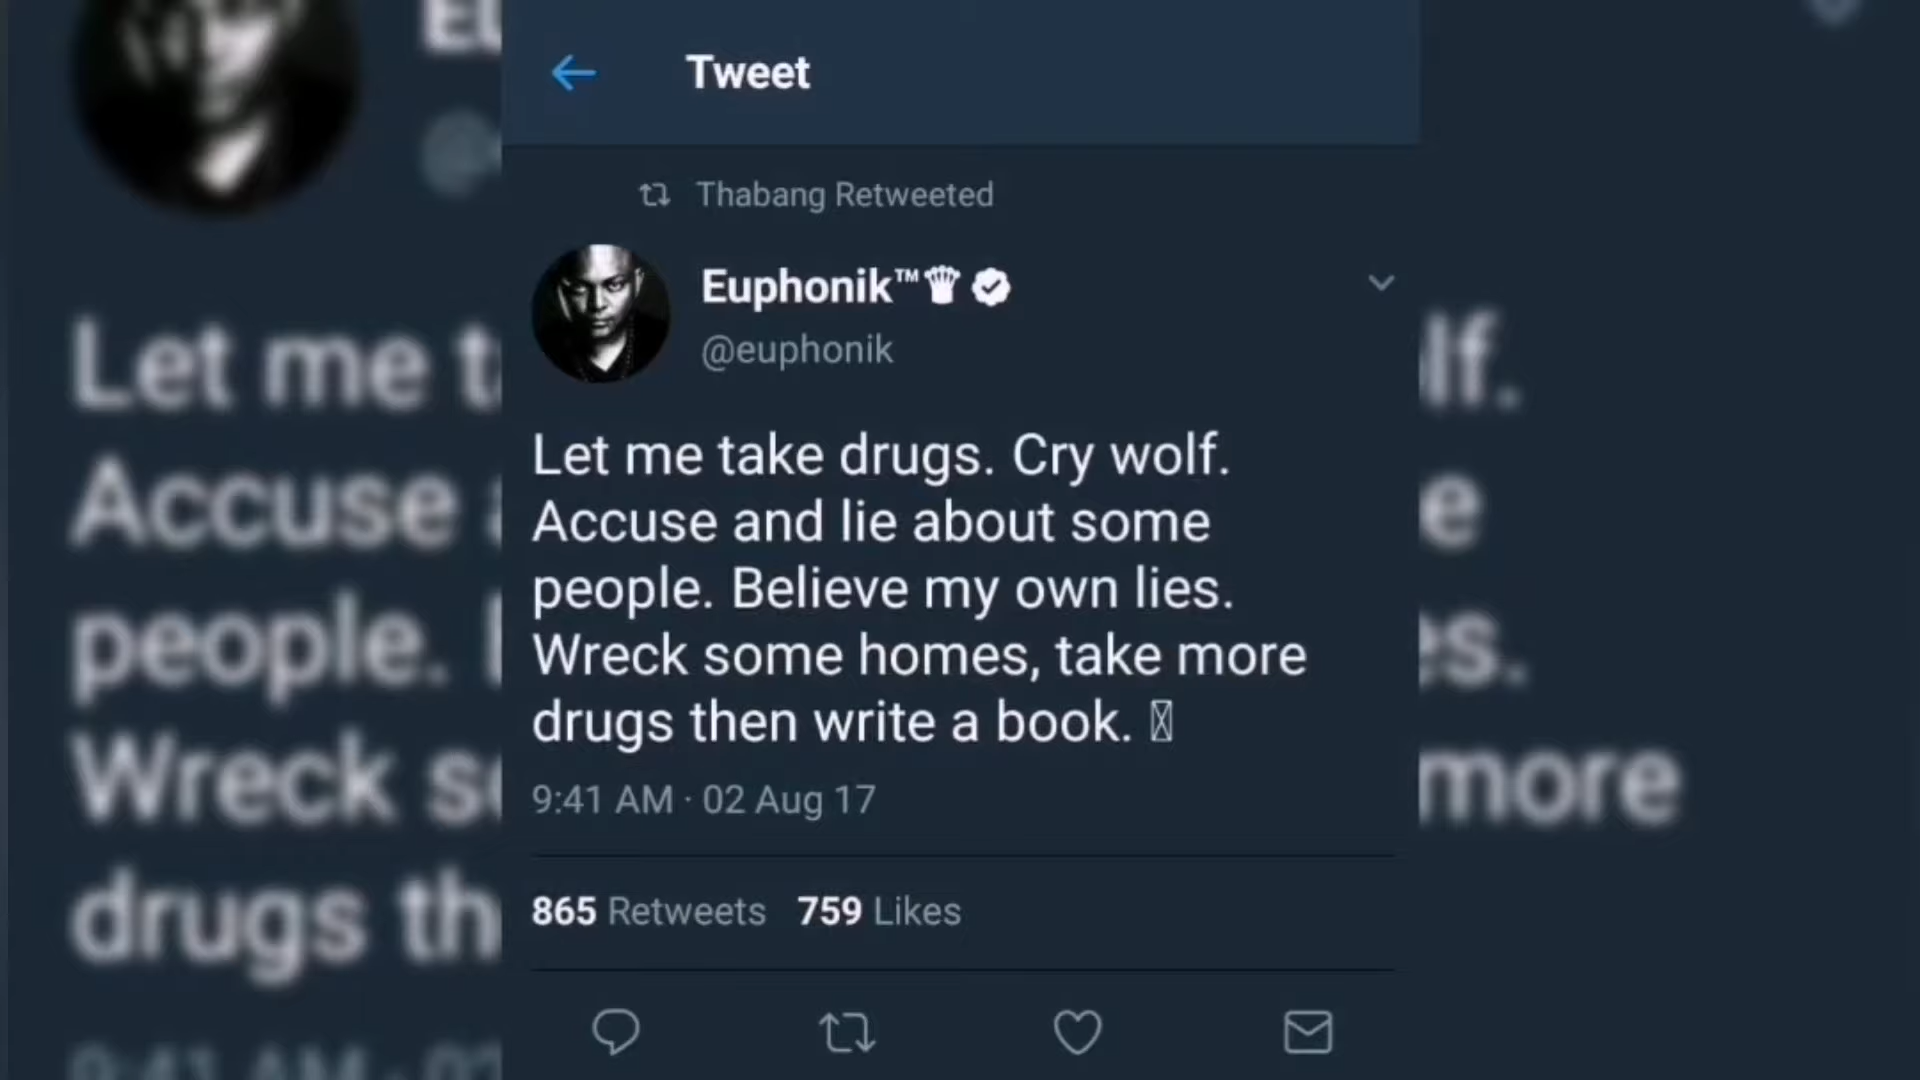 Tweet
Thabang Retweeted
Euphonik™
@euphonik
Let me take drugs. Cry wolf.
Accuse and lie about some
people. Believe my own lies.
Wreck some homes, take more
drugs then write a book.
9:41 AM · 02 Aug 17
865 Retweets 759 Likes